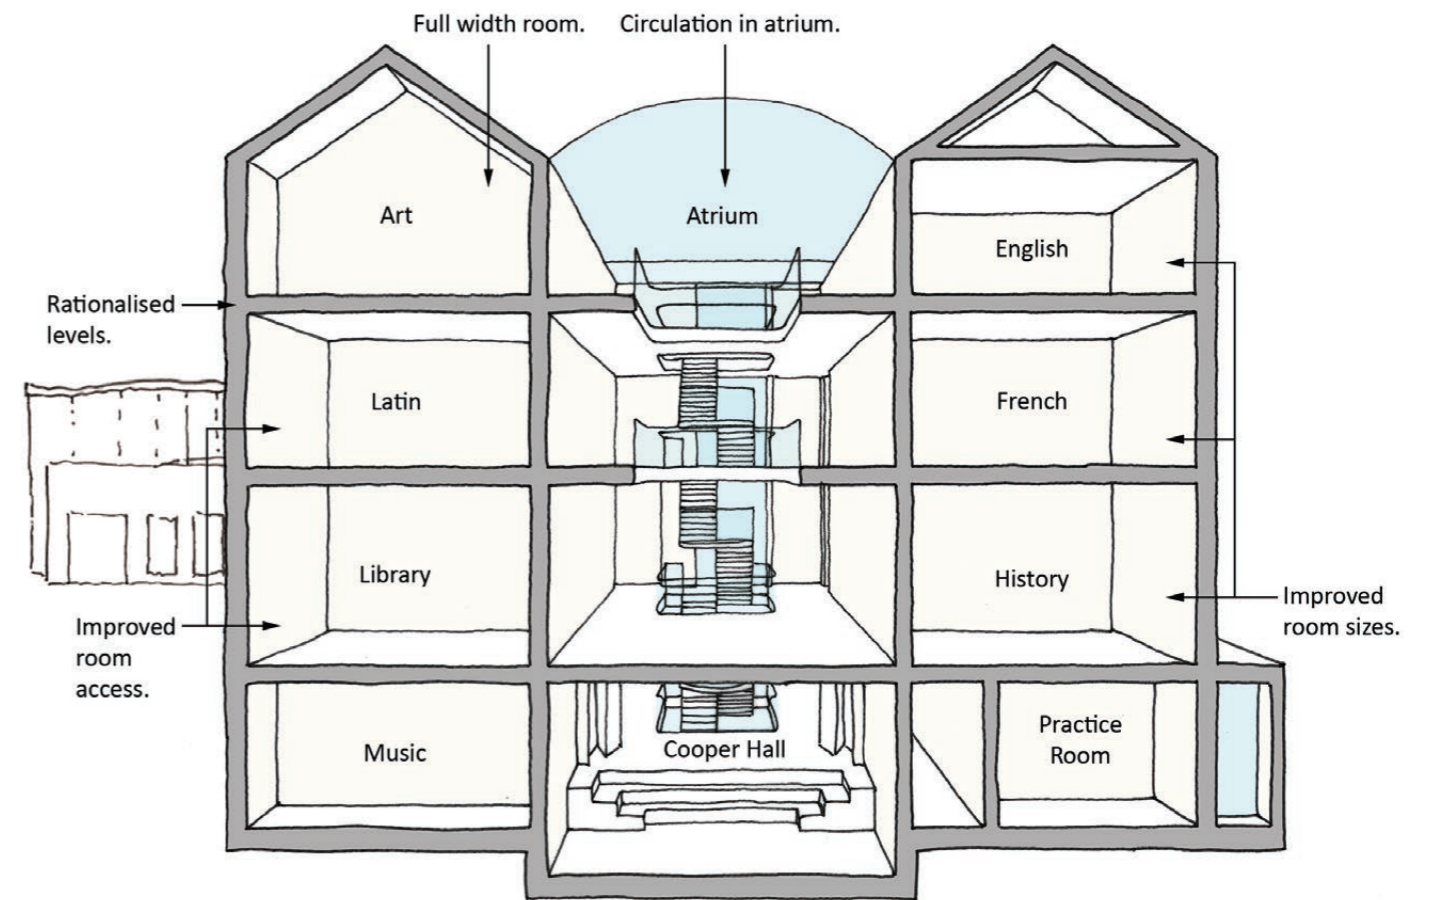 Full width room.
Circulation in atrium.
Art
Atrium
English
Rationalised
levels.
Latin
French
Library
History
Improved
room
access.
Improved
room sizes.
Music
Cooper Hall
Practice
Room